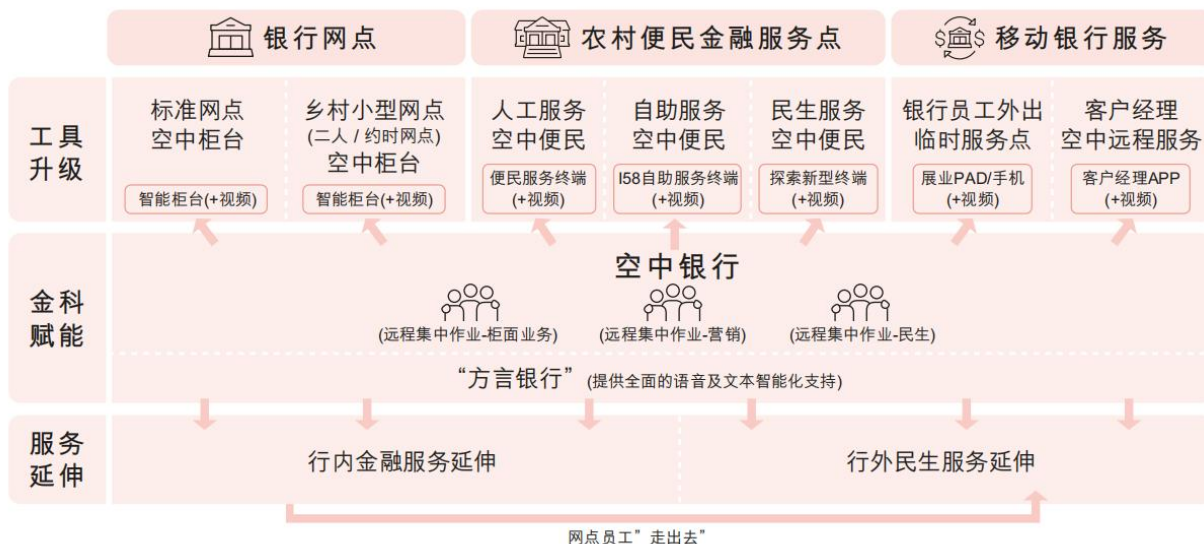 银行网点
农村便民金融服务点
移动银行服务
工具
升级
标准网点
空中柜台
智能柜台(+视频)
乡村小型网点
(二人 / 约时网点)
空中柜台
智能柜台(+视频)
人工服务
空中便民
便民服务终端
(+视频)
自助服务
空中便民
I58自助服务终端
(+视频)
民生服务
空中便民
探索新型终端
(+视频)
银行员工外出
临时服务点
展业PAD/手机
(+视频)
客户经理
空中远程服务
客户经理APP
(+视频)
金科
赋能
空中银行
(远程集中作业-柜面业务)
(远程集中作业-营销)
(远程集中作业-民生)
“方言银行” (提供全面的语音及文本智能化支持)
服务
延伸
行内金融服务延伸
行外民生服务延伸
网点员工”走出去”